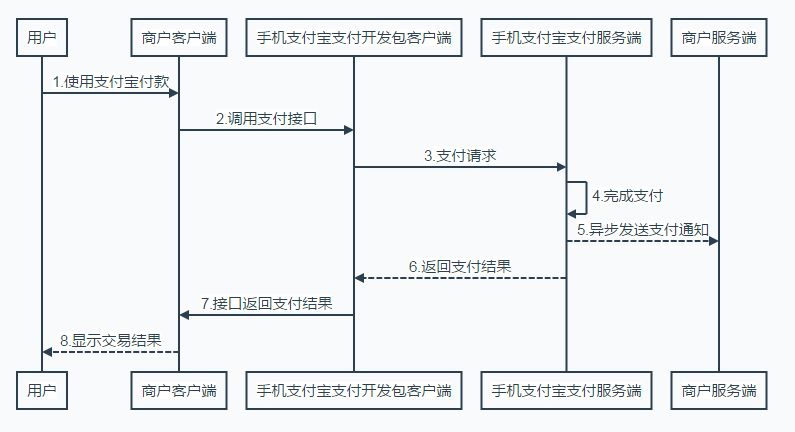 用户
商户客户端
手机支付宝支付开发包客户端
手机支付宝支付服务端
商户服务端
1.使用支付宝付款
2.调用支付接口
3.支付请求
4.完成支付
5.异步发送支付通知
6.返回支付结果
7.接口返回支付结果
8.显示交易结果
用户
商户客户端
手机支付宝支付开发包客户端
手机支付宝支付服务端
商户服务端